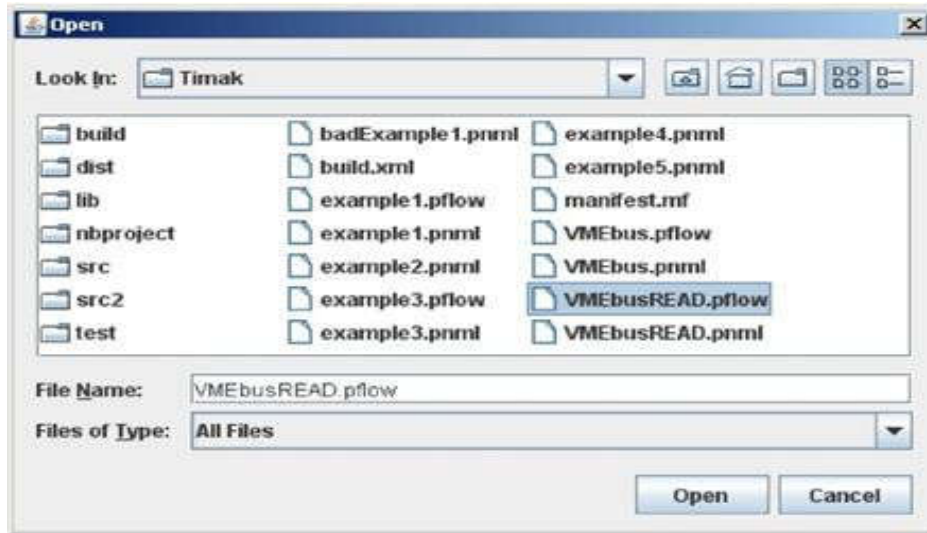 Open
Look In: Timak
build badExample1.pnml example4.pnml
dist build.xml example5.pnml
lib example1.pflow manifest.mf
nbproject example1.pnml VMEbus.pflow
src example2.pnml VMEbus.pnml
src2 example3.pflow VMEbusREAD.pflow
test example3.pnml VMEbusREAD.pnml
File Name: VMEbusREAD.pflow
Files of Type: All Files
Open Cancel